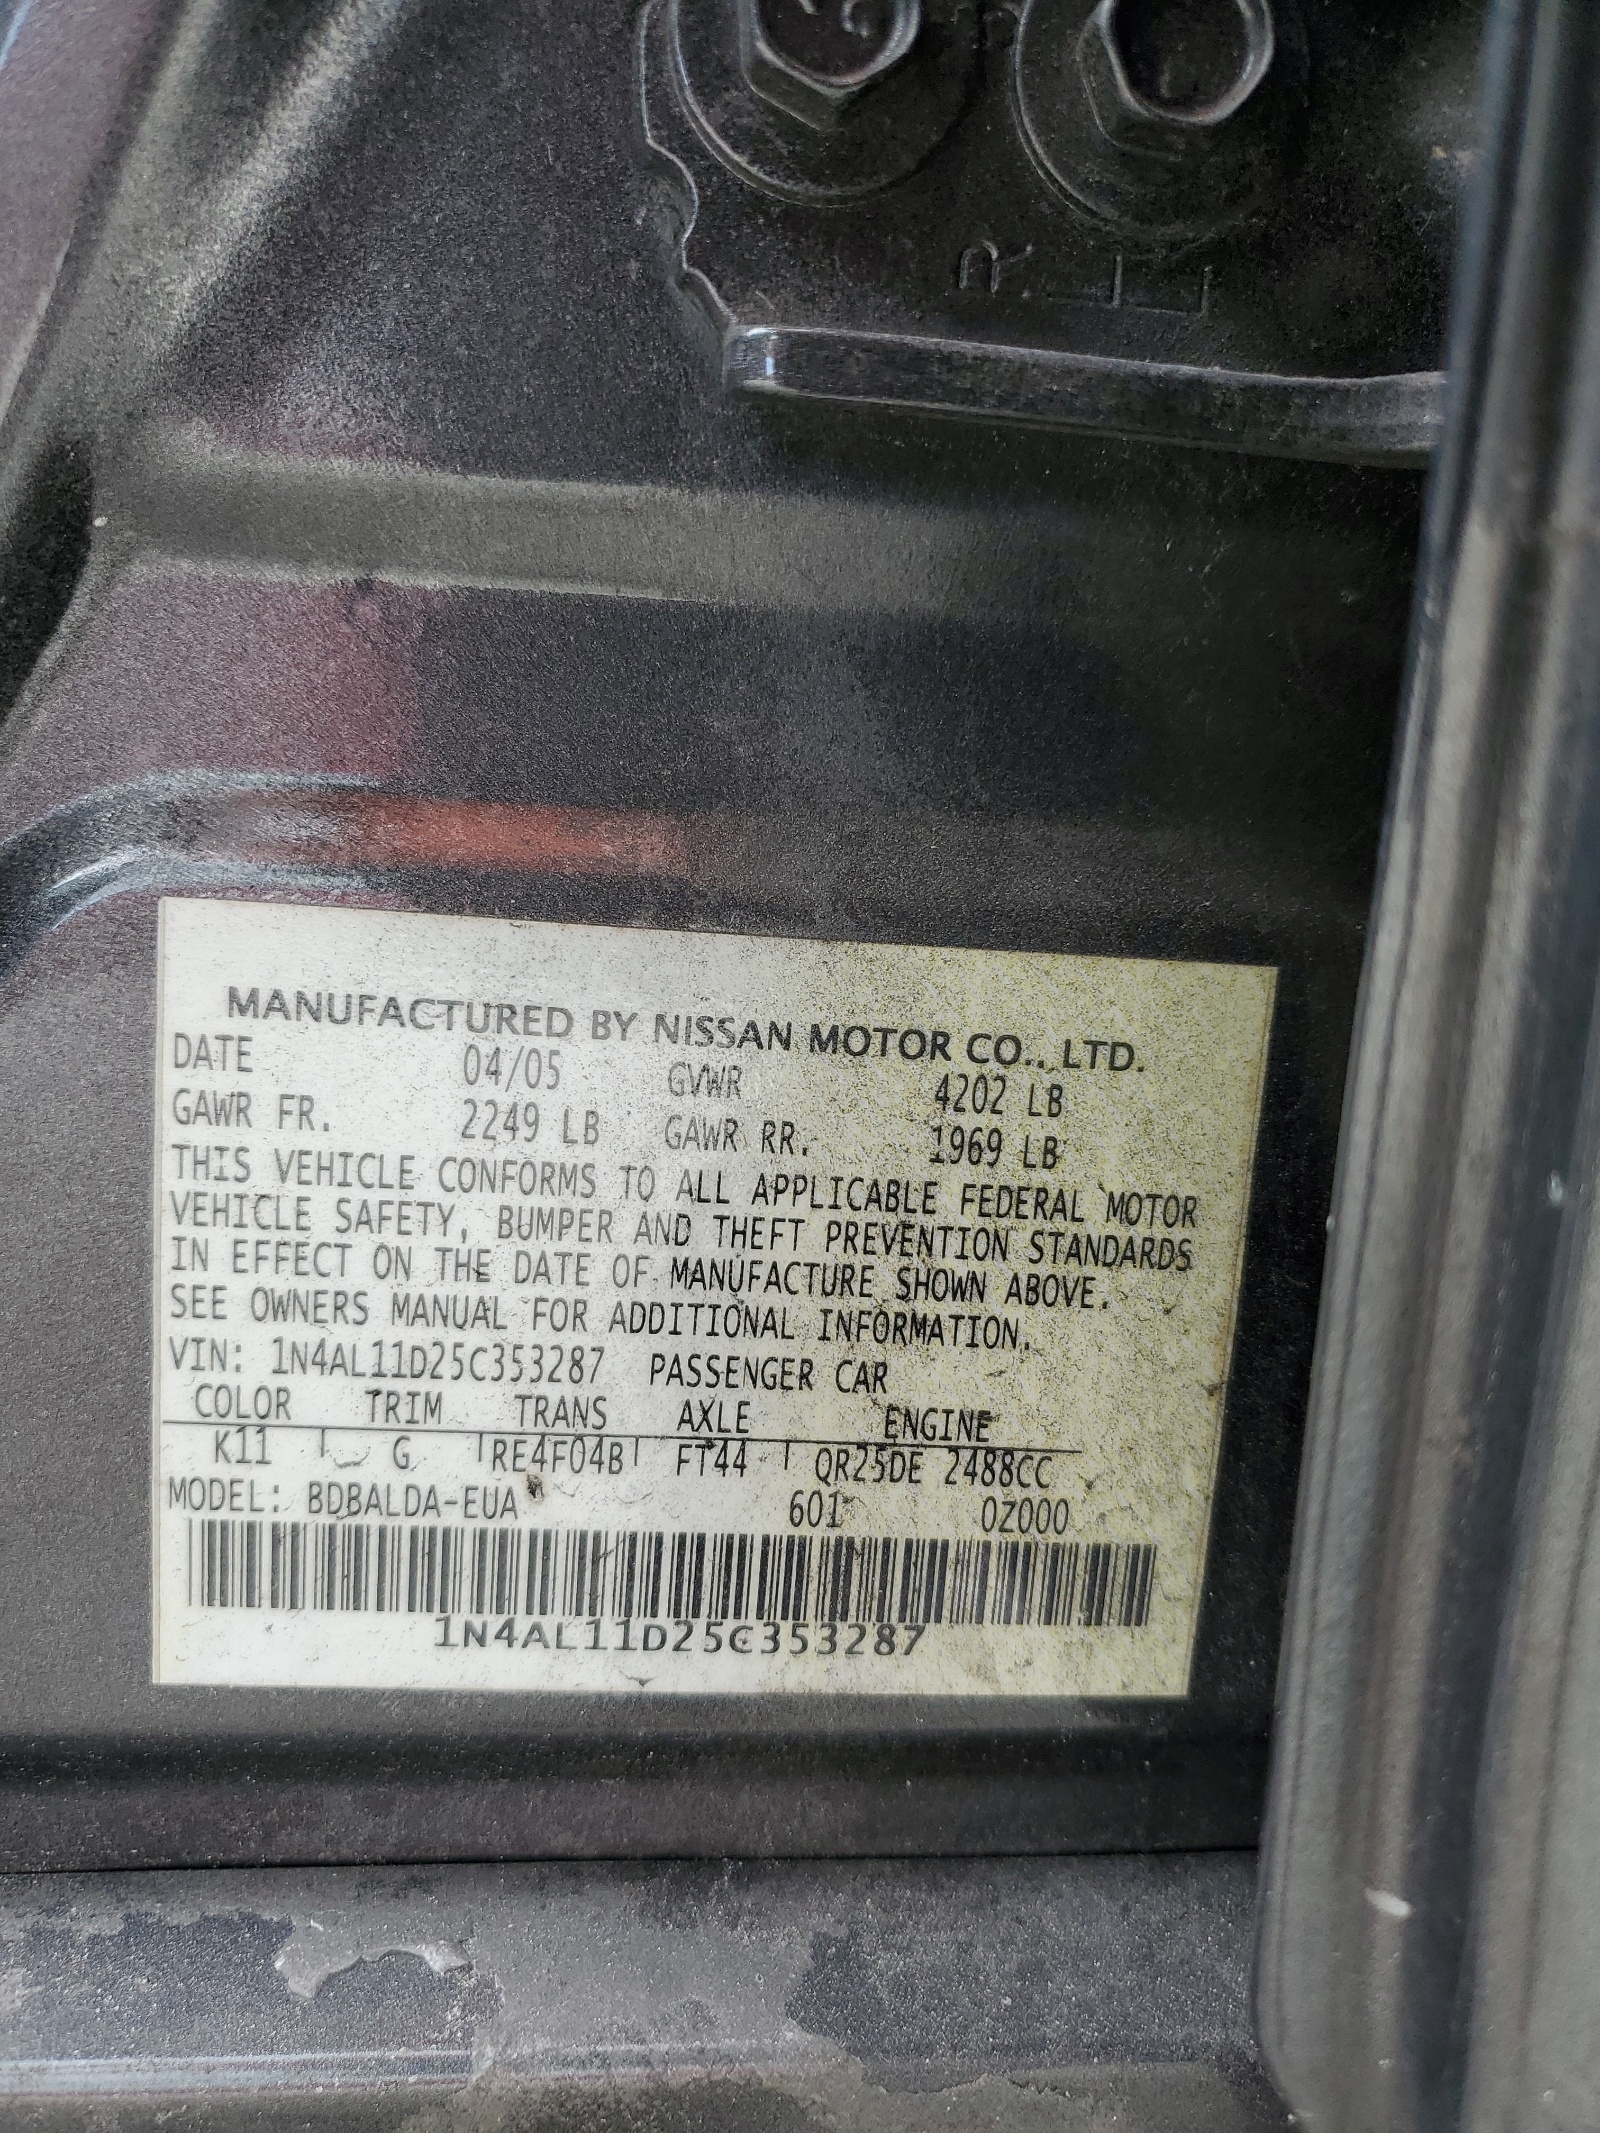 R
MANUFACTURED BY NISSAN MOTOR CO., LTD.
DATE 04/05 GVWR 4202 LB
GAWR FR. 2249 LB GAWR RR. 1969 LB
THIS VEHICLE CONFORMS TO ALL APPLICABLE FEDERAL MOTOR
VEHICLE SAFETY, BUMPER AND THEFT PREVENTION STANDARDS
IN EFFECT ON THE DATE OF MANUFACTURE SHOWN ABOVE.
SEE OWNERS MANUAL FOR ADDITIONAL INFORMATION.
VIN: 1N4AL11D25C353287 PASSENGER CAR
COLOR TRIM TRANS AXLE ENGINE
K11 G RE4F04B FT44 QR25DE 2488CC
MODEL: BDBALDA-EUA 601 0Z000
1N4AL11D25C353287